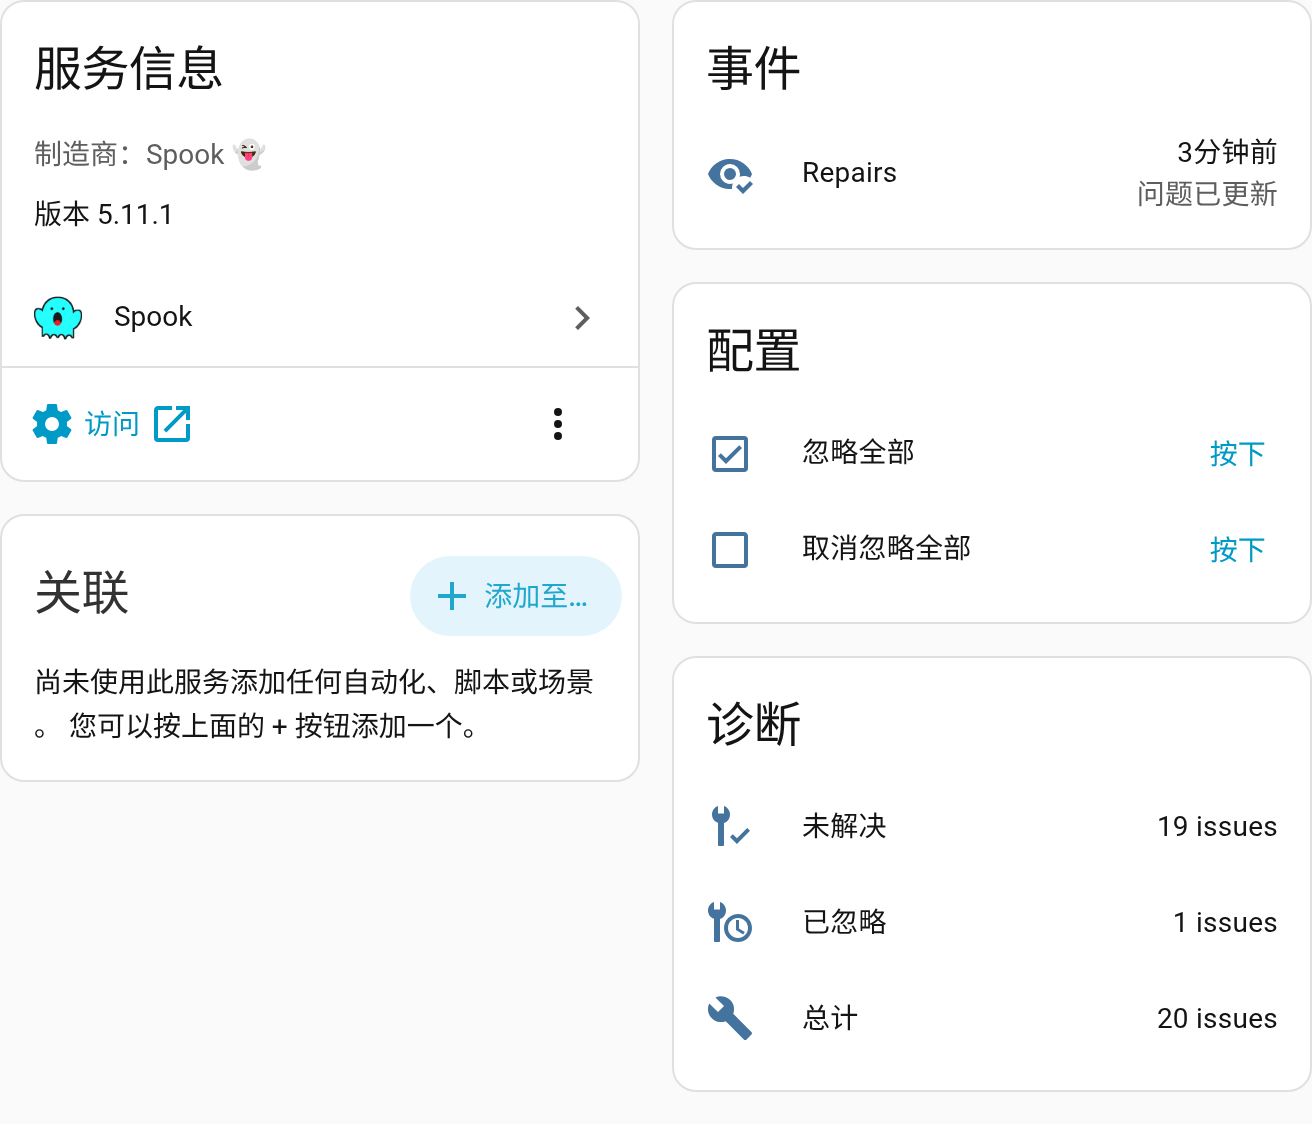 服务信息
制造商：Spook 👻
版本 5.11.1
Spook
访问
关联
添加至...
尚未使用此服务添加任何自动化、脚本或场景
。 您可以按上面的 + 按钮添加一个。
事件
Repairs
3分钟前
问题已更新
配置
忽略全部
按下
取消忽略全部
按下
诊断
未解决
19 issues
已忽略
1 issues
总计
20 issues